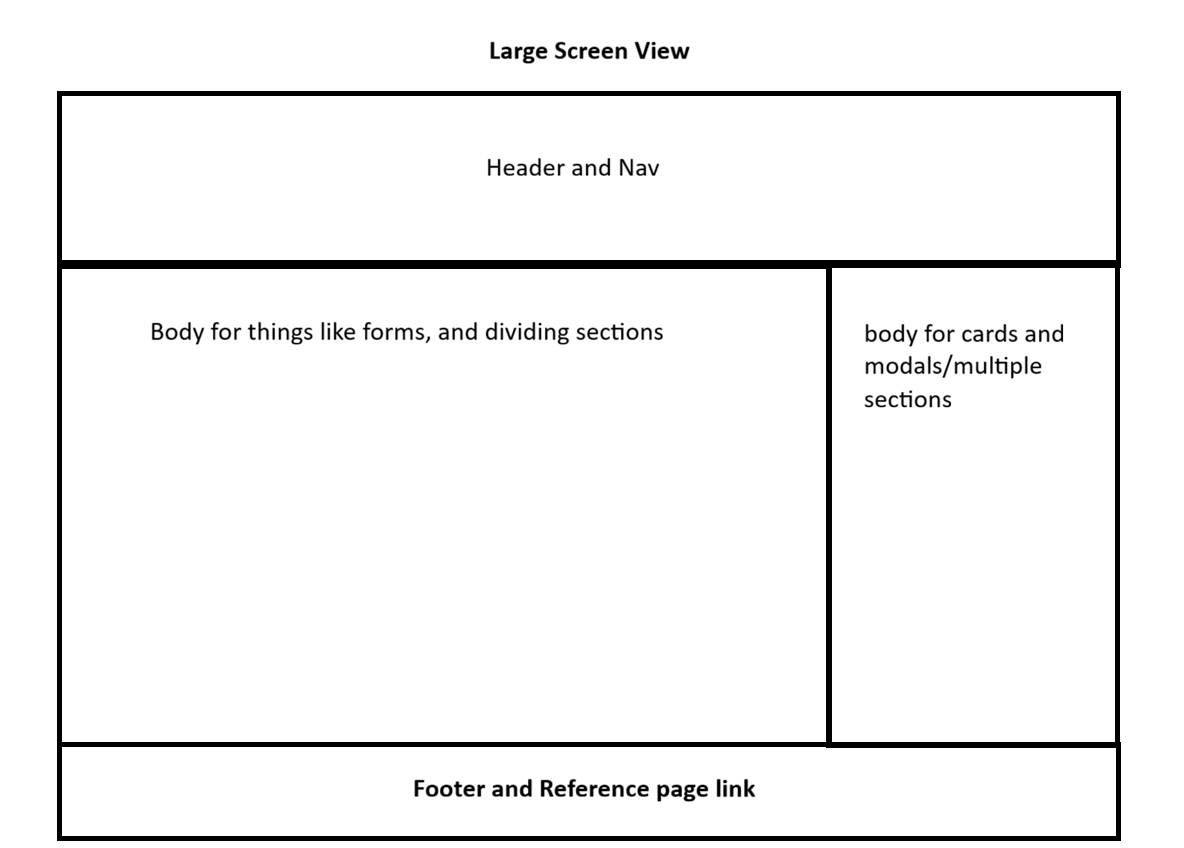 Large Screen View
Header and Nav
Body for things like forms, and dividing sections
body for cards and
modals/multiple
sections
Footer and Reference page link